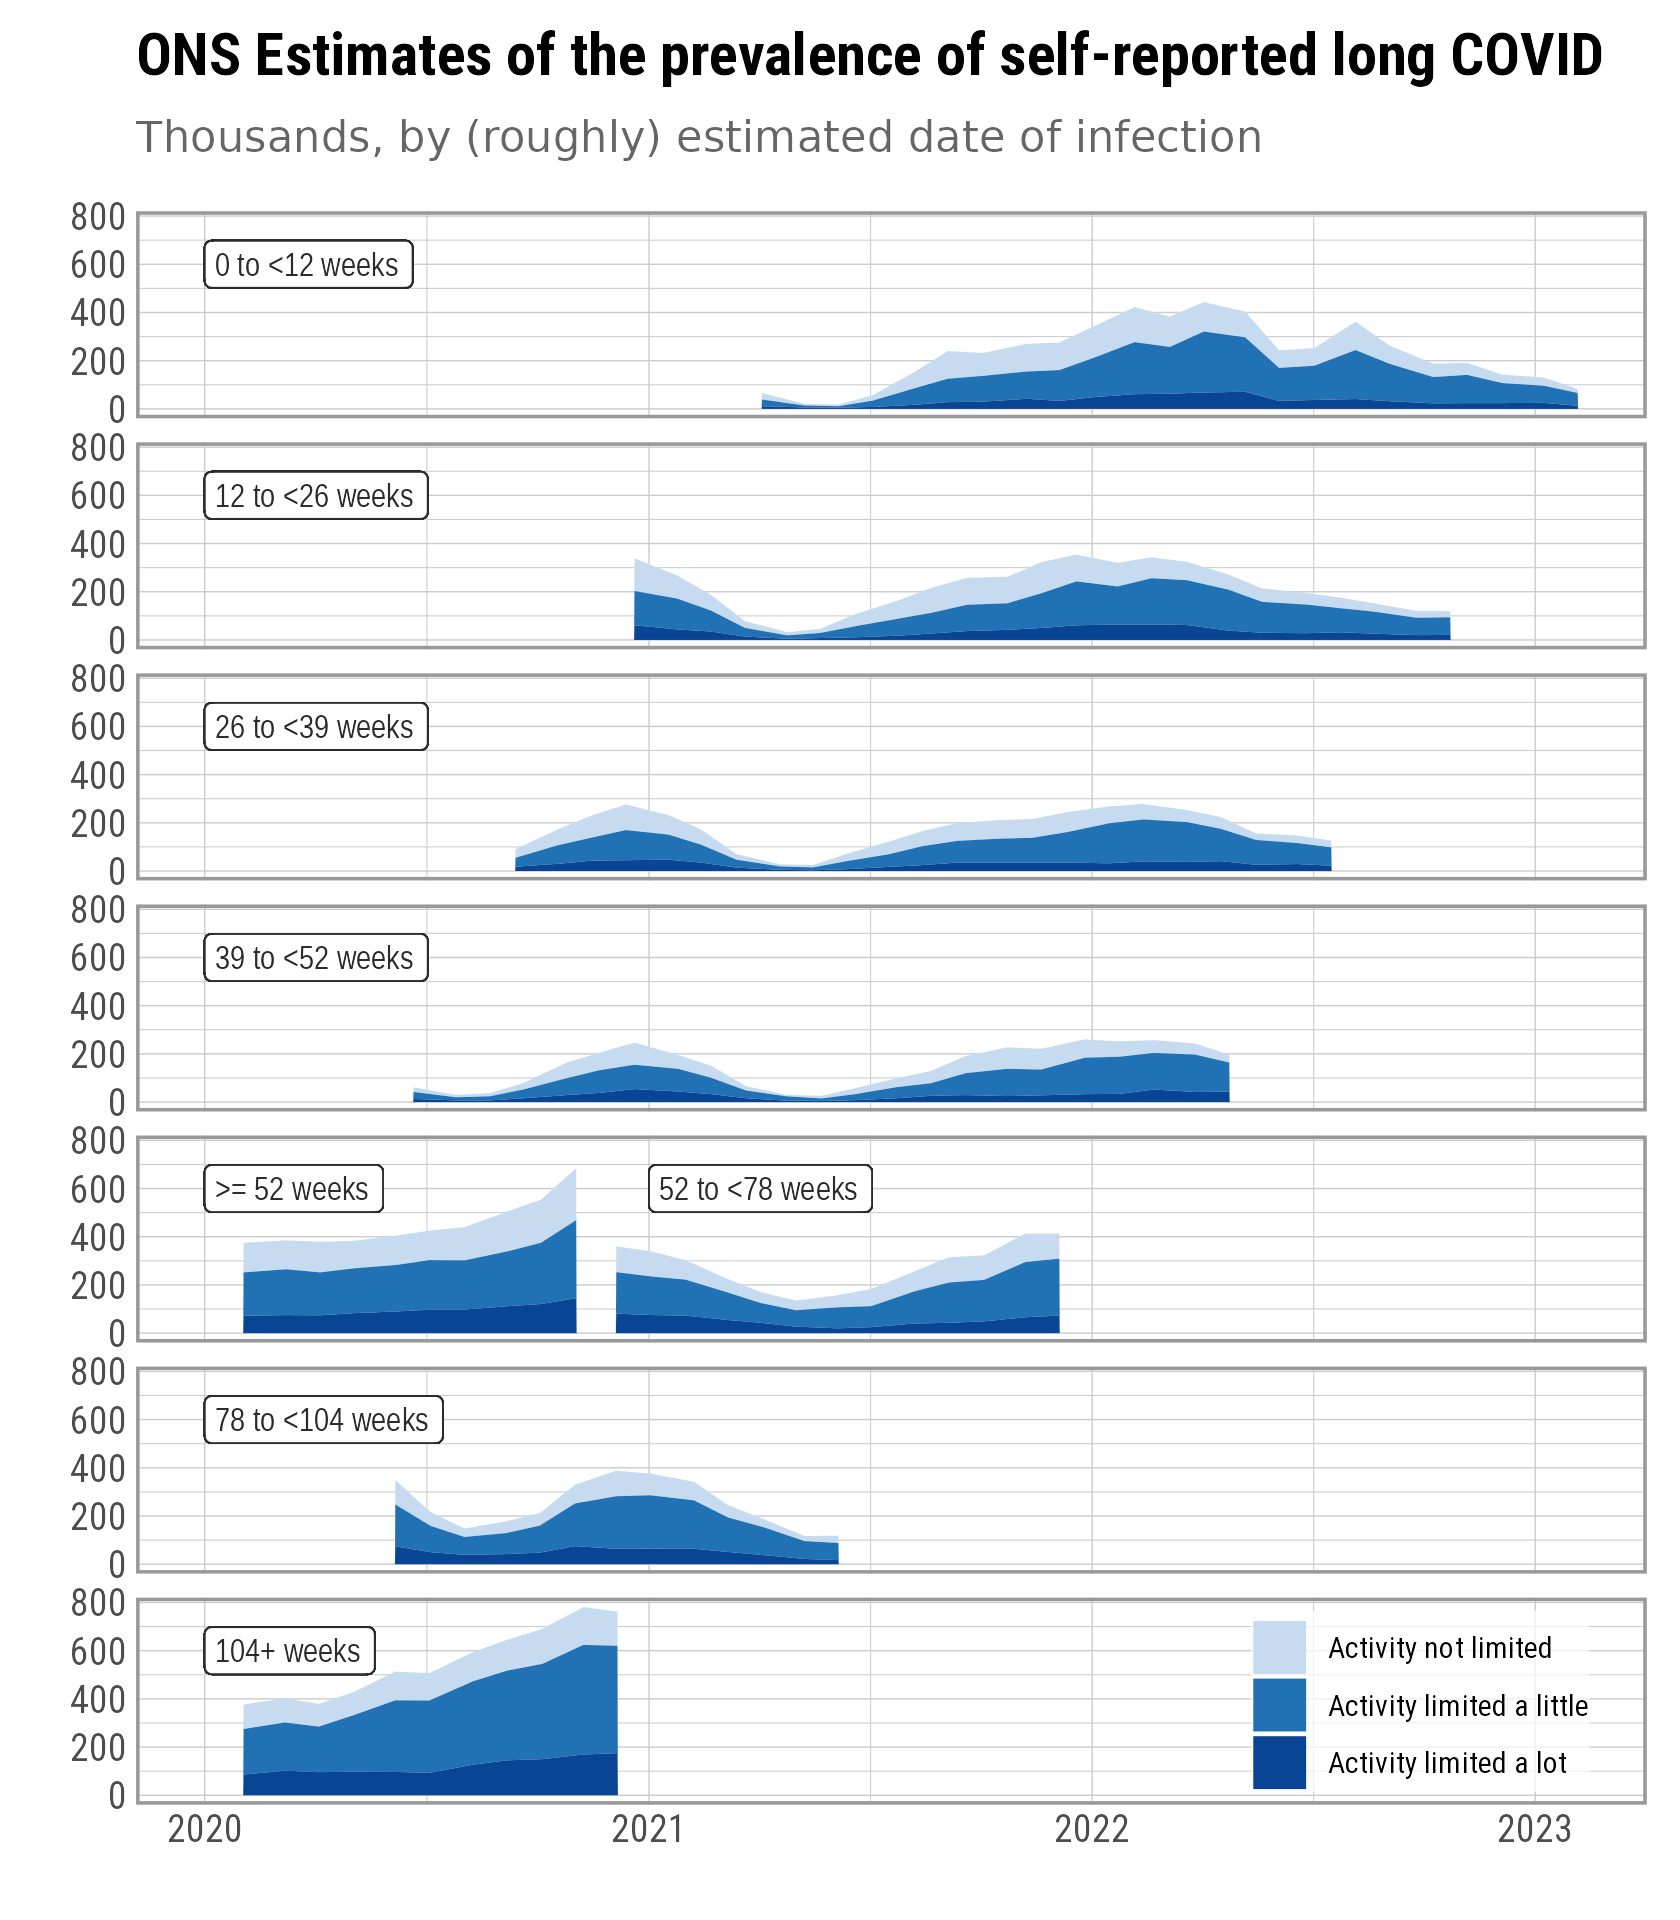 ONS Estimates of the prevalence of self-reported long COVID
Thousands, by (roughly) estimated date of infection
800
600
400
200
0
0 to <12 weeks
800
600
400
200
0
12 to <26 weeks
800
600
400
200
0
26 to <39 weeks
800
600
400
200
0
39 to <52 weeks
800
600
400
200
0
>= 52 weeks
52 to <78 weeks
800
600
400
200
0
78 to <104 weeks
800
600
400
200
0
104+ weeks
Activity not limited
Activity limited a little
Activity limited a lot
2020 2021 2022 2023